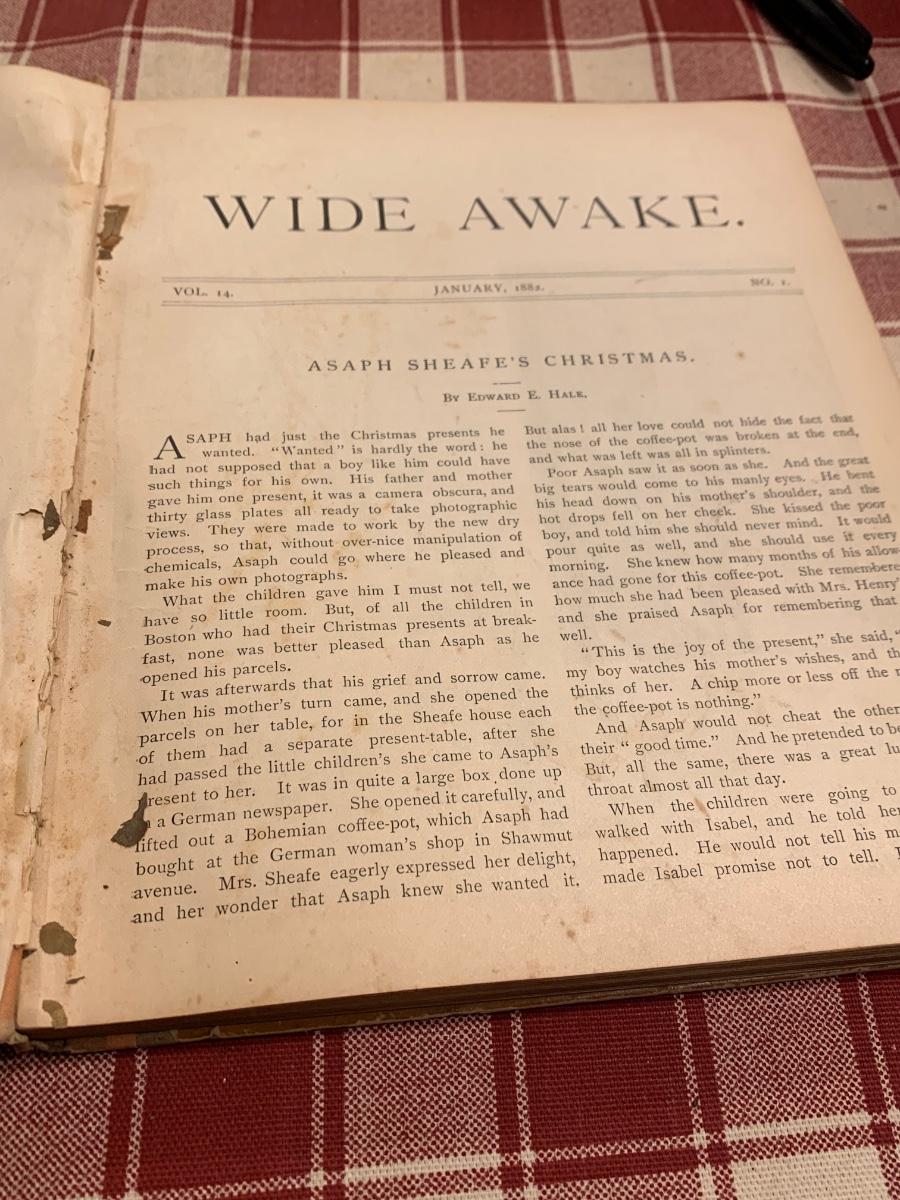 WIDE AWAKE.
VOL. 14.
JANUARY, 1882.
NO. 1.
ASAPH SHEAFE'S CHRISTMAS.
BY EDWARD E. HALE.
ASAPH had just the Christmas presents he
wanted. "Wanted" is hardly the word: he
had not supposed that a boy like him could have
such things for his own. His father and mother
gave him one present, it was a camera obscura, and
thirty glass plates all ready to take photographic
views. They were made to work by the new dry
process, so that, without over-nice manipulation of
chemicals, Asaph could go where he pleased and
make his own photographs.
What the children gave him I must not tell, we
have so little room. But, of all the children in
Boston who had their Christmas presents at break-
fast, none was better pleased than Asaph as he
opened his parcels.
It was afterwards that his grief and sorrow came.
When his mother's turn came, and she opened the
parcels on her table, for in the Sheafe house each
of them had a separate present-table, after she
had passed the little children's she came to Asaph's
present to her. It was in quite a large box done up
a German newspaper. She opened it carefully, and
lifted out a Bohemian coffee-pot, which Asaph had
bought at the German woman's shop in Shawmut
avenue. Mrs. Sheafe eagerly expressed her delight,
and her wonder that Asaph knew she wanted it.
But alas! all her love could not hide the fact that
the nose of the coffee-pot was broken at the end,
and what was left was all in splinters.
Poor Asaph saw it as soon as she. And the great
big tears would come to his manly eyes. He bent
his head down on his mother's shoulder, and the
hot drops fell on her cheek. She kissed the poor
boy, and told him she should never mind. It would
pour quite as well, and she should use it every
morning. She knew how many months of his allow-
ance had gone for this coffee-pot. She remembere
how much she had been pleased with Mrs. Henry'
and she praised Asaph for remembering that
well.
"This is the joy of the present," she said, "
my boy watches his mother's wishes, and th
thinks of her. A chip more or less off the n
the coffee-pot is nothing."
And Asaph would not cheat the other
their "good time." And he pretended to be
But, all the same, there was a great lu
throat almost all that day.
When the children were going to
walked with Isabel, and he told her
happened. He would not tell his m
made Isabel promise not to tell.